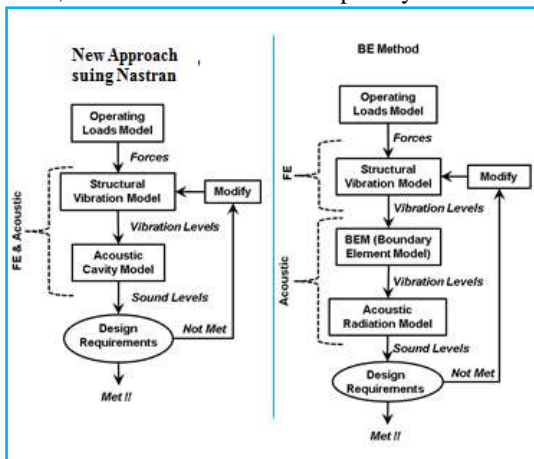 New Approach
suing Nastran
Operating
Loads Model
Forces
Structural
Vibration Model
Modify
Vibration Levels
FE & Acoustic
Acoustic
Cavity Model
Sound Levels
Design
Requirements
Not Met
Met !!
BE Method
Operating
Loads Model
Forces
FE
Structural
Vibration Model
Modify
Vibration Levels
BEM (Boundary
Element Model)
Acoustic
Vibration Levels
Acoustic
Radiation Model
Sound Levels
Design
Requirements
Not Met
Met !!